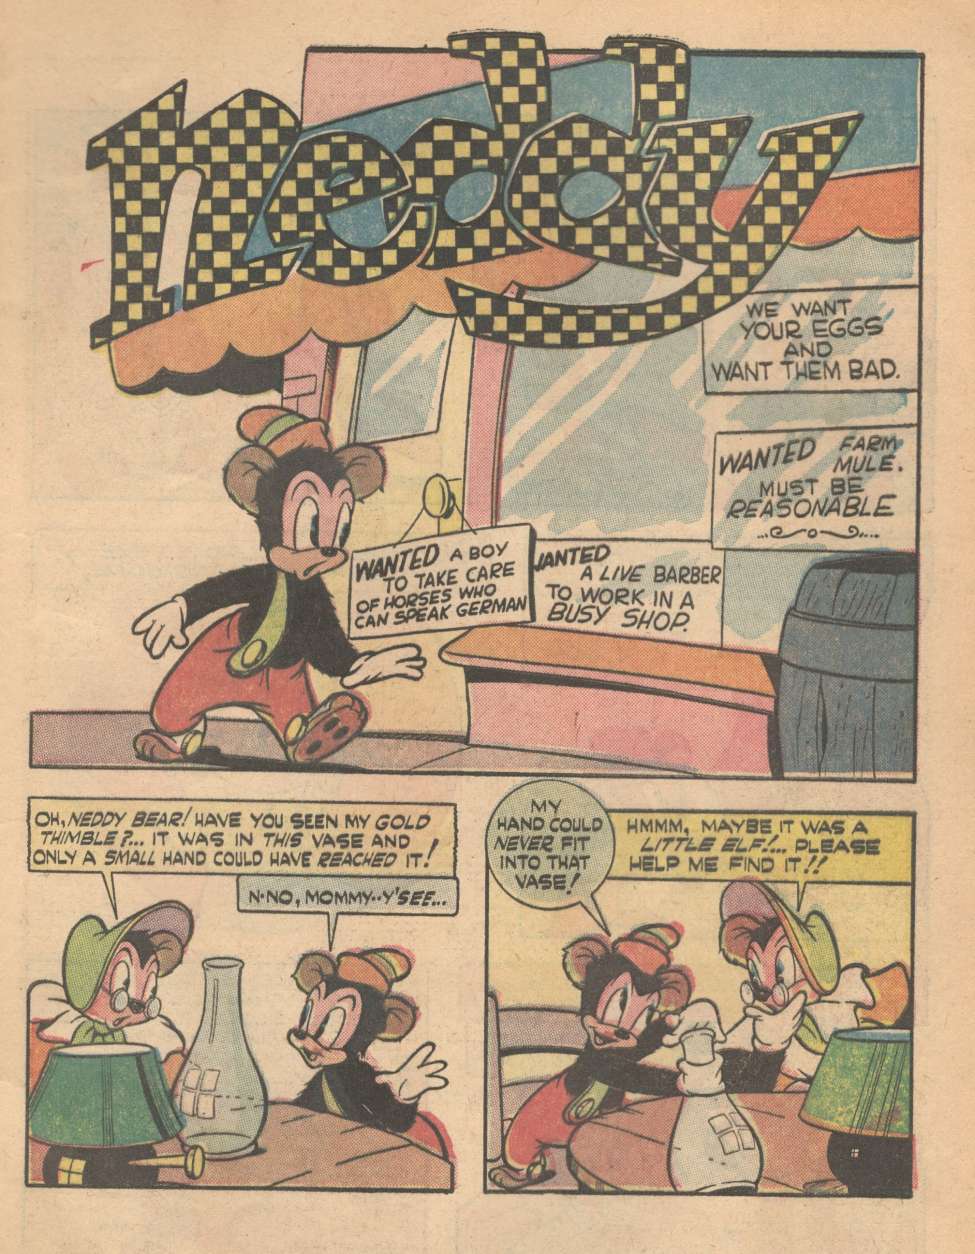 Neddy
WE WANT
YOUR EGGS
AND
WANT THEM BAD.
WANTED FARM
MULE.
MUST BE
REASONABLE
WANTED A BOY
TO TAKE CARE
OF HORSES WHO
CAN SPEAK GERMAN
WANTED
A LIVE BARBER
TO WORK IN A
BUSY SHOP.
OH, NEDDY BEAR! HAVE YOU SEEN MY GOLD
THIMBLE?... IT WAS IN THIS VASE AND
ONLY A SMALL HAND COULD HAVE REACHED IT!
N-NO, MOMMY--Y'SEE...
MY
HAND COULD
NEVER FIT
INTO THAT
VASE!
HMMM, MAYBE IT WAS A
LITTLE ELF!... PLEASE
HELP ME FIND IT!!